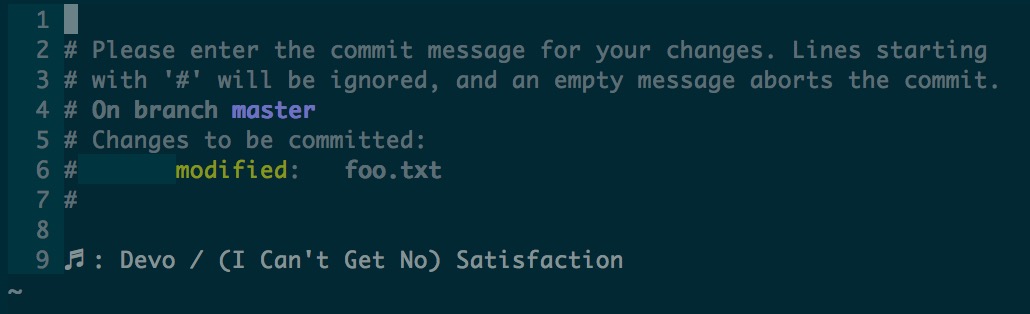 1
2 # Please enter the commit message for your changes. Lines starting
3 # with '#' will be ignored, and an empty message aborts the commit.
4 # On branch master
5 # Changes to be committed:
6 #       modified:   foo.txt
7 #
8
9 ♬: Devo / (I Can't Get No) Satisfaction
~